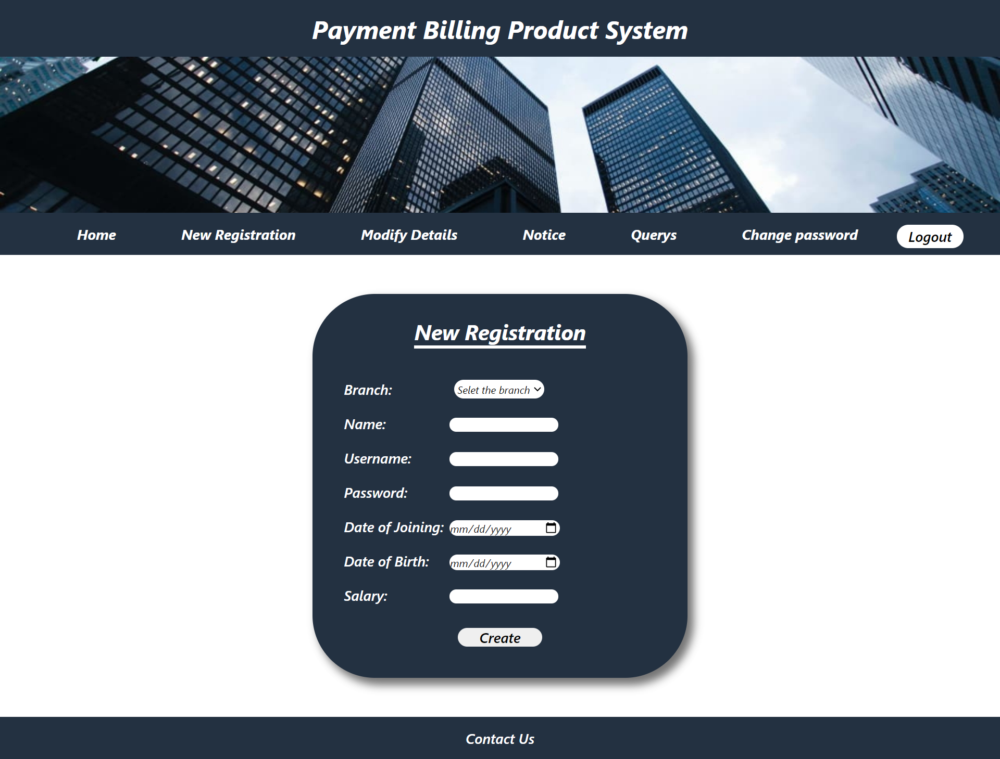 Payment Billing Product System
Home New Registration Modify Details Notice Querys Change password Logout
New Registration
Branch: Selet the branch
Name:
Username:
Password:
Date of Joining: mm/dd/yyyy
Date of Birth: mm/dd/yyyy
Salary:
Create
Contact Us